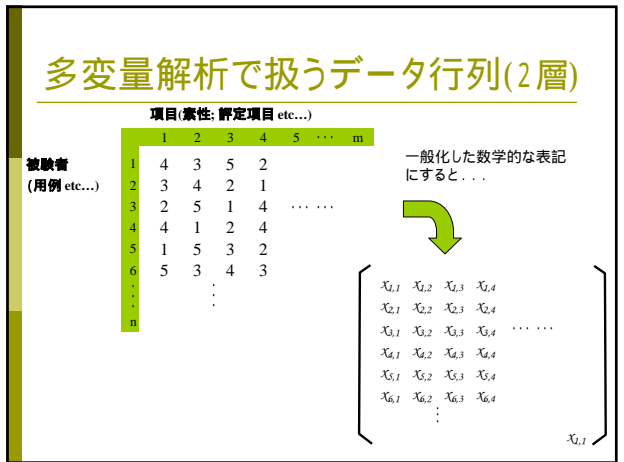 多変量解析で扱うデータ行列(2層)
項目(素性; 評定項目 etc…)
1 2 3 4 5 ··· m
被験者
(用例 etc…)
1 4 3 5 2
2 3 4 2 1
3 2 5 1 4 ··· ···
4 4 1 2 4
5 1 5 3 2
6 5 3 4 3
n
一般化した数学的な表記
にすると. . .
x1,1 x1,2 x1,3 x1,4
x2,1 x2,2 x2,3 x2,4
x3,1 x3,2 x3,3 x3,4 ··· ···
x4,1 x4,2 x4,3 x4,4
x5,1 x5,2 x5,3 x5,4
x6,1 x6,2 x6,3 x6,4
x1,1